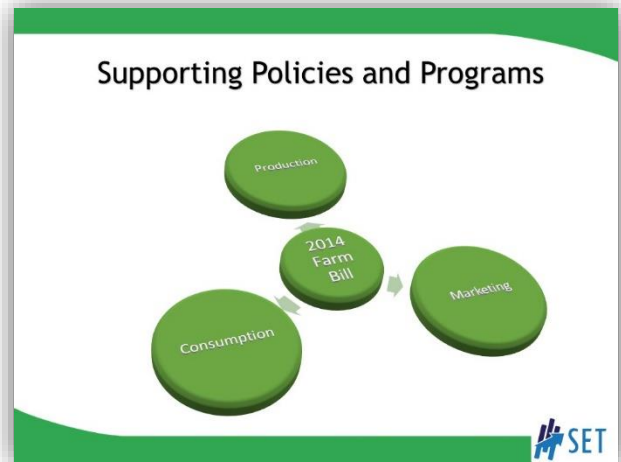 Supporting Policies and Programs
Production
2014
Farm
Bill
Marketing
Consumption
SET